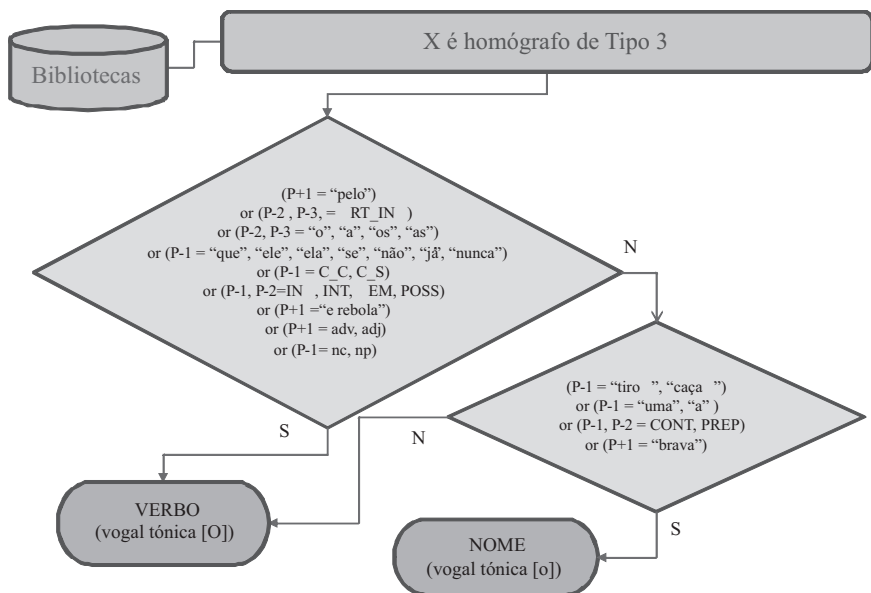 Bibliotecas
X é homógrafo de Tipo 3
(P+1 = “pelo”)
or (P-2 , P-3, = RT_IN )
or (P-2, P-3 = “o”, “a”, “os”, “as”)
or (P-1 = “que”, “ele”, “ela”, “se”, “não”, “já”, “nunca”)
or (P-1 = C_C, C_S)
or (P-1, P-2=IN , INT, EM, POSS)
or (P+1 =“e rebola”)
or (P+1 = adv, adj)
or (P-1= nc, np)
N
(P-1 = “tiro ”, “caça ”)
or (P-1 = “uma”, “a” )
or (P-1, P-2 = CONT, PREP)
or (P+1 = “brava”)
S
N
VERBO
(vogal tónica [O])
S
NOME
(vogal tónica [o])